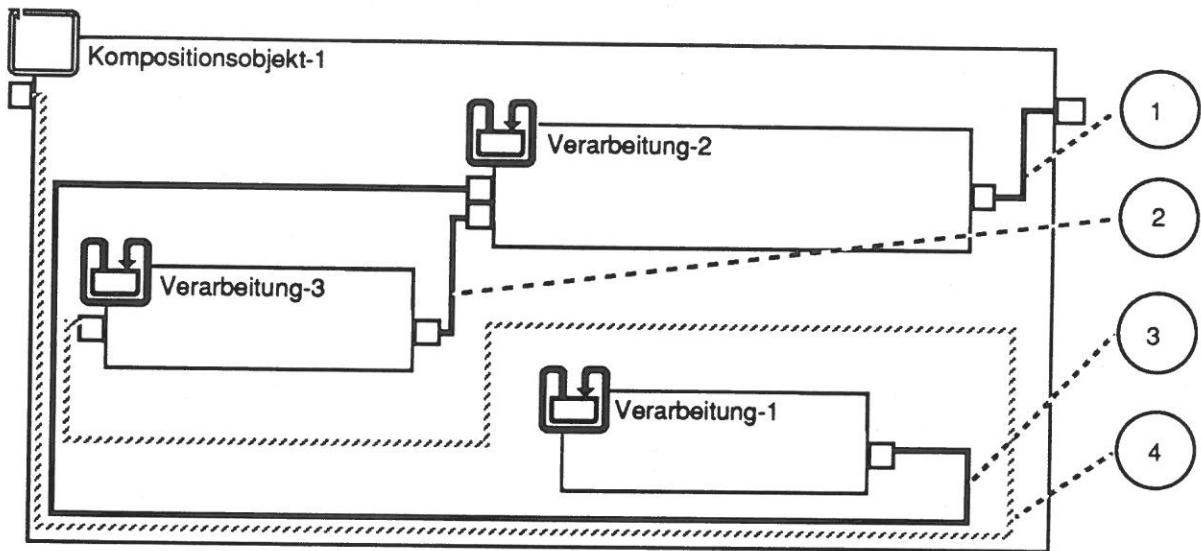 Kompositionsobjekt-1
1
Verarbeitung-2
2
Verarbeitung-3
3
Verarbeitung-1
4